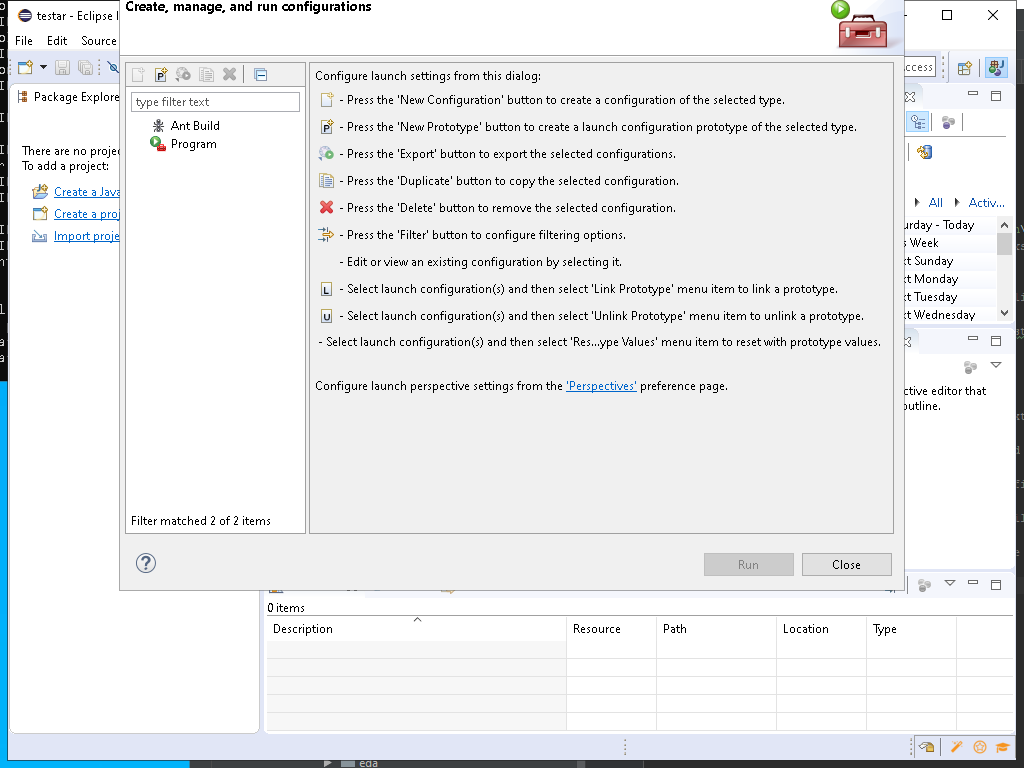 Create, manage, and run configurations
testar - Eclipse I
File Edit Source
ccess
type filter text
Configure launch settings from this dialog:
- Press the 'New Configuration' button to create a configuration of the selected type.
Package Explore
Ant Build
- Press the 'New Prototype' button to create a launch configuration prototype of the selected type.
Program
There are no projec
- Press the 'Export' button to export the selected configurations.
To add a project:
- Press the 'Duplicate' button to copy the selected configuration.
Create a Java
All Activ...
- Press the 'Delete' button to remove the selected configuration.
Create a proj
urday - Today
- Press the 'Filter' button to configure filtering options.
Import proje
s Week
- Edit or view an existing configuration by selecting it.
xt Sunday
xt Monday
L - Select launch configuration(s) and then select 'Link Prototype' menu item to link a prototype.
xt Tuesday
U - Select launch configuration(s) and then select 'Unlink Prototype' menu item to unlink a prototype.
xt Wednesday
- Select launch configuration(s) and then select 'Res...ype Values' menu item to reset with prototype values.
Configure launch perspective settings from the 'Perspectives' preference page.
ctive editor that
outline.
Filter matched 2 of 2 items
Run Close
0 items
Description Resource Path Location Type
eda